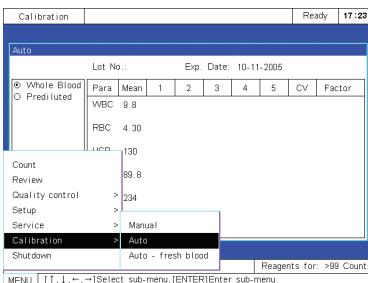 Calibration Ready 17:23
Auto
Lot No.: Exp. Date: 10-11-2005
Whole Blood
Prediluted
Para Mean 1 2 3 4 5 CV Factor
WBC 9.8
RBC 4.30
HGB 130
89.8
234
Count
Review
Quality control >
Setup >
Service >
Calibration >
Shutdown
Manual
Auto
Auto - fresh blood
Reagents for: >99 Count
MENU [↑,↓,←,→]Select sub-menu,[ENTER]Enter sub-menu.